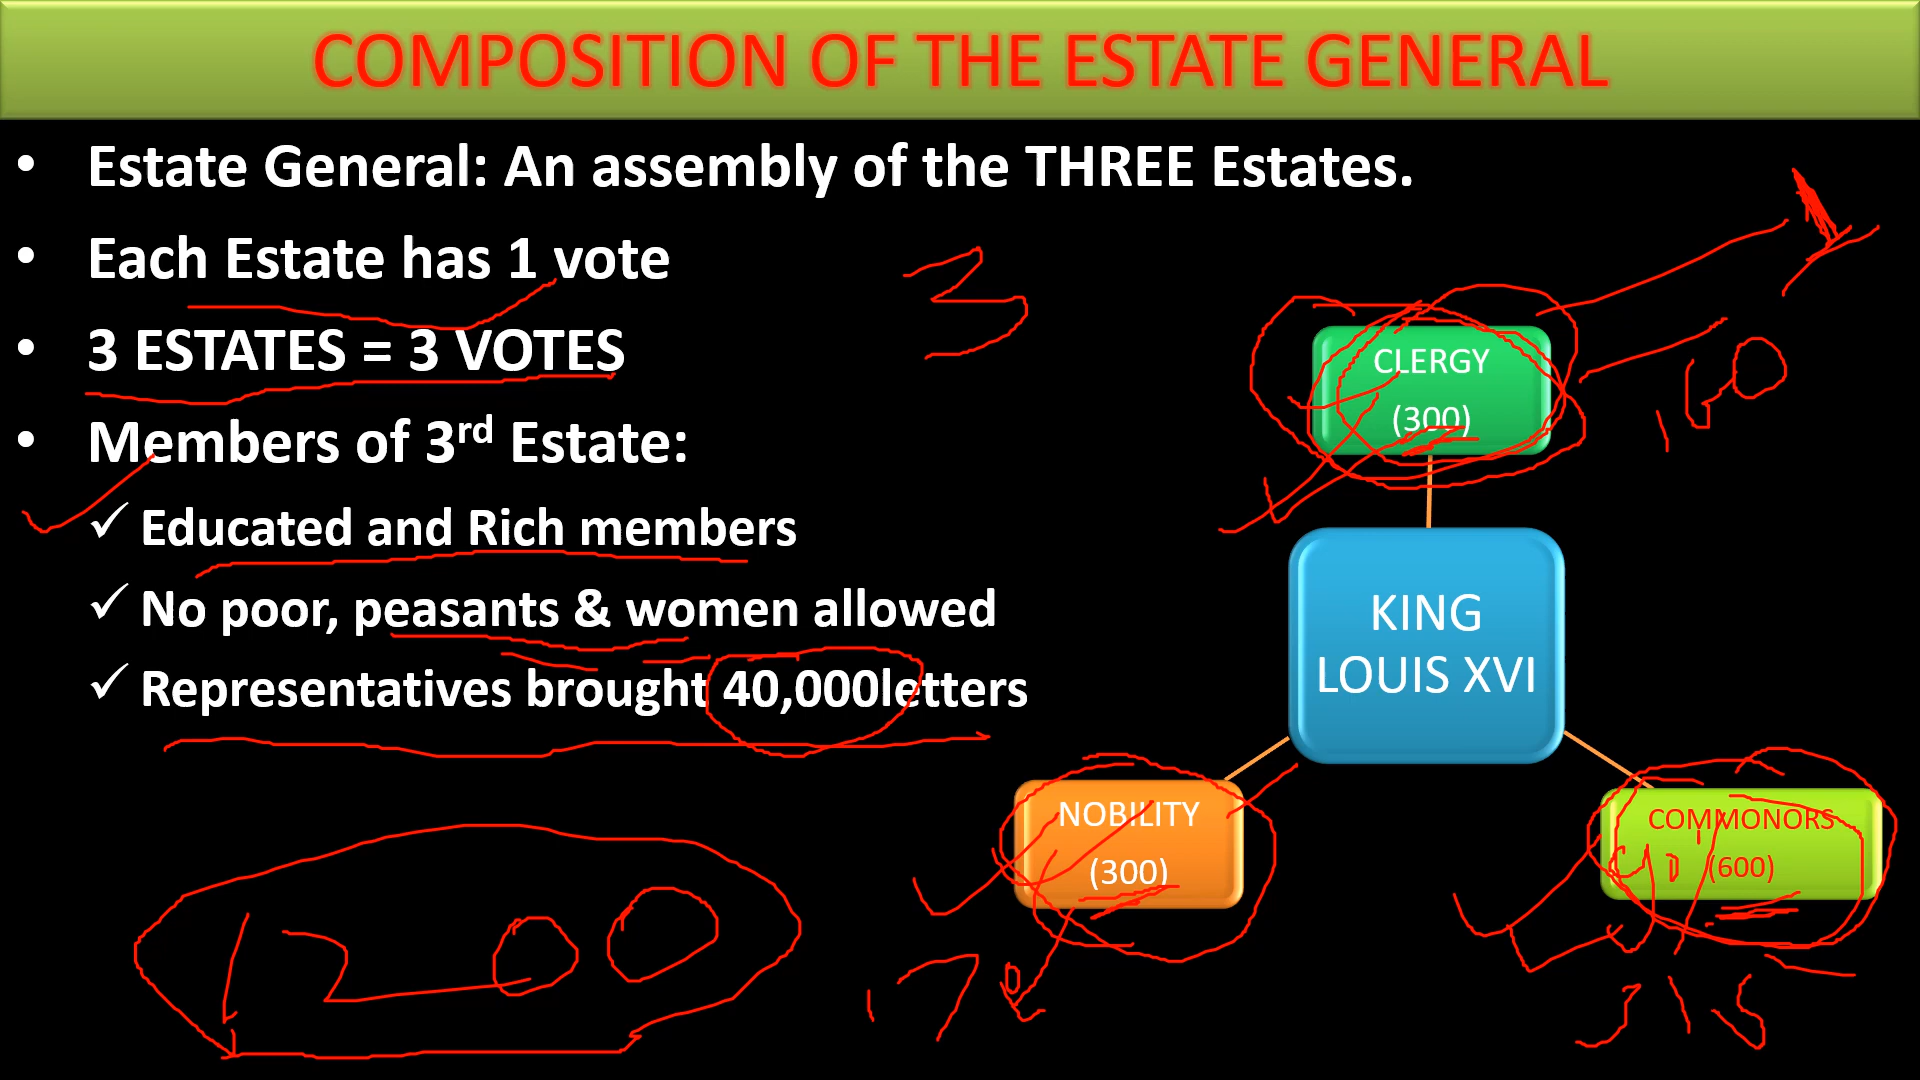 COMPOSITION OF THE ESTATE GENERAL
• Estate General: An assembly of the THREE Estates.
• Each Estate has 1 vote
• 3 ESTATES = 3 VOTES
• Members of 3rd Estate:
✓ Educated and Rich members
✓ No poor, peasants & women allowed
✓ Representatives brought 40,000letters
3
CLERGY
(300)
KING
LOUIS XVI
NOBILITY
(300)
COMMONORS
(600)
1200